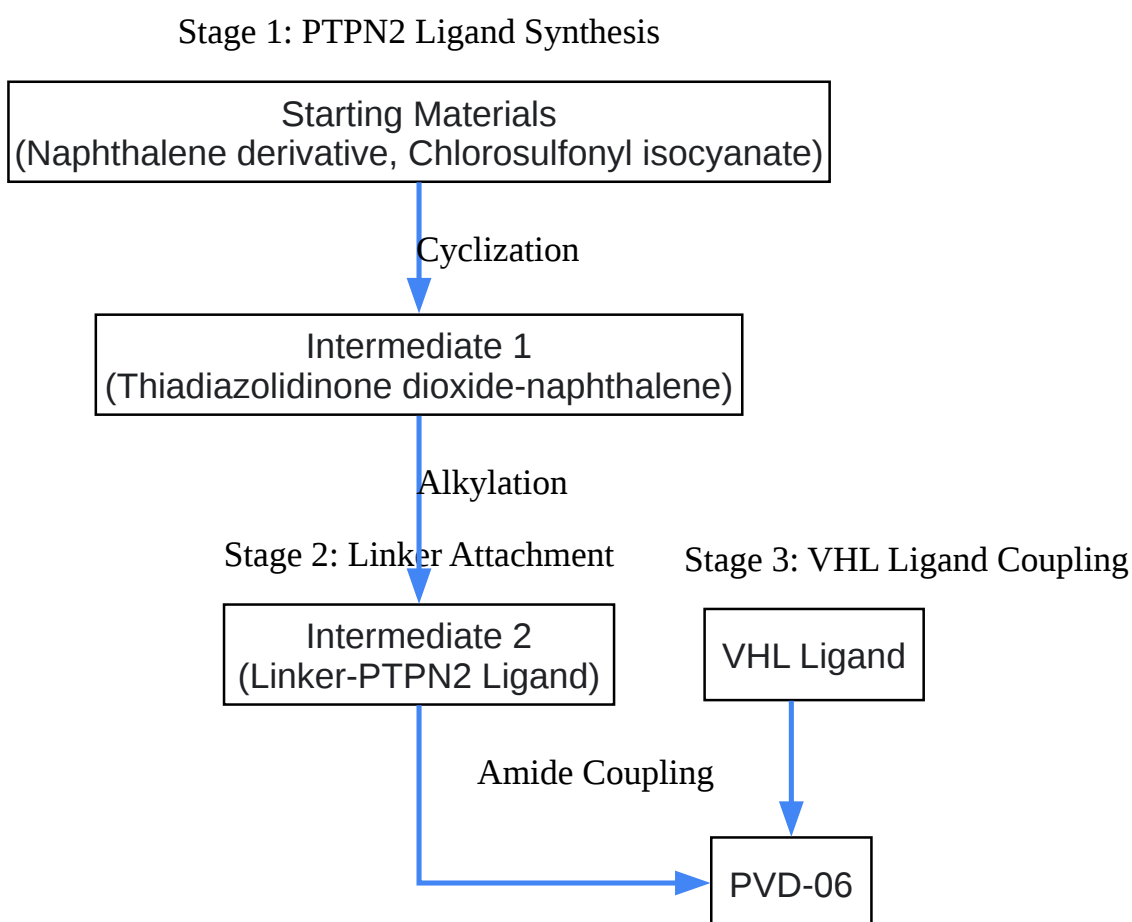 Stage 1: PTPN2 Ligand Synthesis
Starting Materials
(Naphthalene derivative, Chlorosulfonyl isocyanate)
Cyclization
Intermediate 1
(Thiadiazolidinone dioxide-naphthalene)
Alkylation
Stage 2: Linker Attachment
Stage 3: VHL Ligand Coupling
Intermediate 2
(Linker-PTPN2 Ligand)
VHL Ligand
Amide Coupling
PVD-06